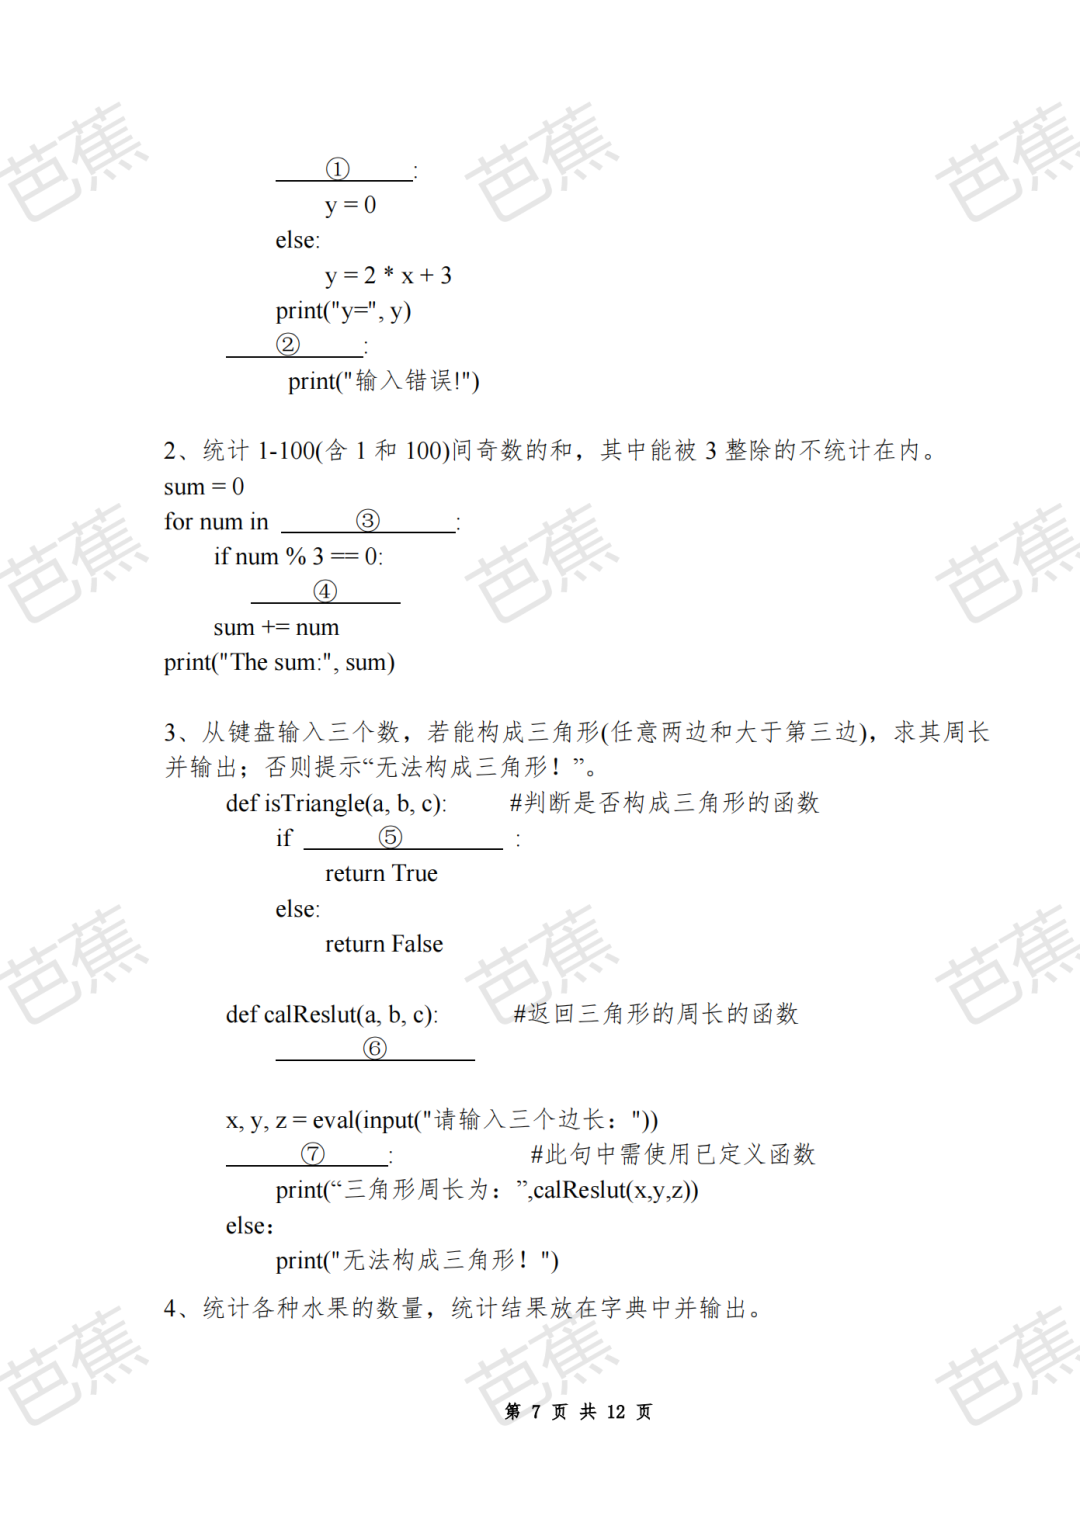 ①:
y = 0
else:
y = 2 * x + 3
print("y=", y)
②:
print("输入错误!")
2、统计 1-100(含 1 和 100)间奇数的和，其中能被 3 整除的不统计在内。
sum = 0
for num in ③:
if num % 3 == 0:
④
sum += num
print("The sum:", sum)
3、从键盘输入三个数，若能构成三角形(任意两边和大于第三边)，求其周长
并输出；否则提示“无法构成三角形！”。
def isTriangle(a, b, c): #判断是否构成三角形的函数
if ⑤ :
return True
else:
return False
def calReslut(a, b, c): #返回三角形的周长的函数
⑥
x, y, z = eval(input("请输入三个边长："))
⑦: #此句中需使用已定义函数
print(“三角形周长为：”,calReslut(x,y,z))
else：
print("无法构成三角形！")
4、统计各种水果的数量，统计结果放在字典中并输出。
第 7 页 共 12 页
芭蕉
芭蕉
芭蕉
芭蕉
芭蕉
芭蕉
芭蕉
芭蕉
芭蕉
芭蕉
芭蕉
芭蕉